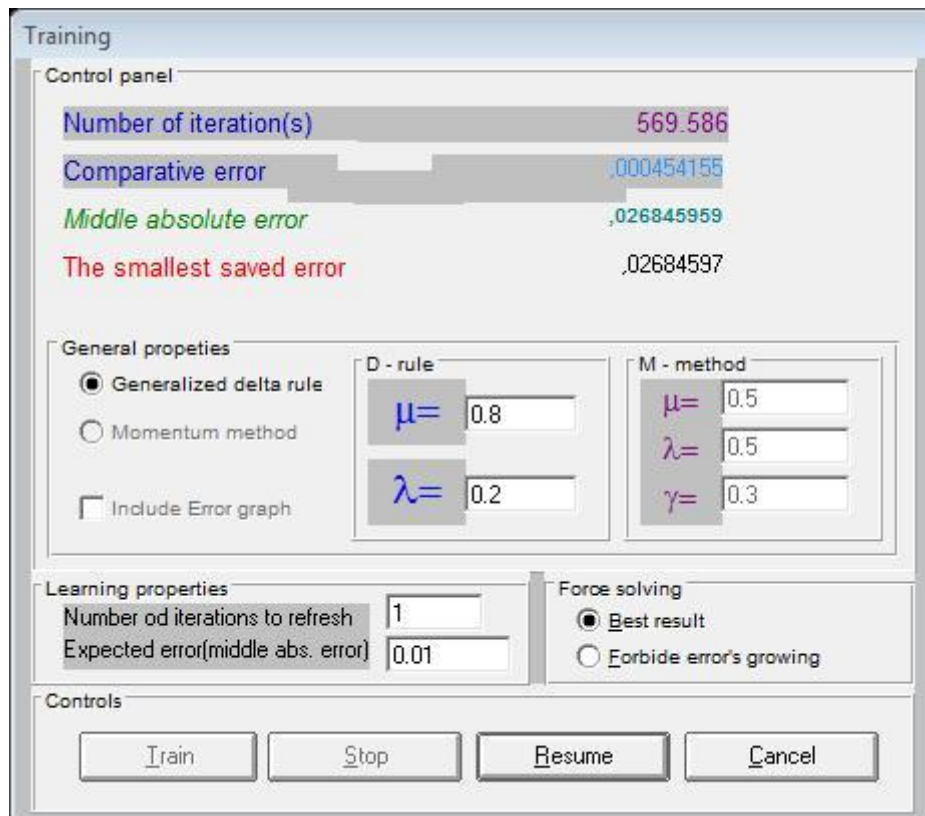 Training
Control panel
Number of iteration(s) 569.586
Comparative error ,000454155
Middle absolute error ,026845959
The smallest saved error ,02684597
General propeties
Generalized delta rule
Momentum method
Include Error graph
D - rule
μ= 0.8
λ= 0.2
M - method
μ= 0.5
λ= 0.5
γ= 0.3
Learning properties
Number od iterations to refresh 1
Expected error(middle abs. error) 0.01
Force solving
Best result
Forbide error's growing
Controls
Train Stop Resume Cancel